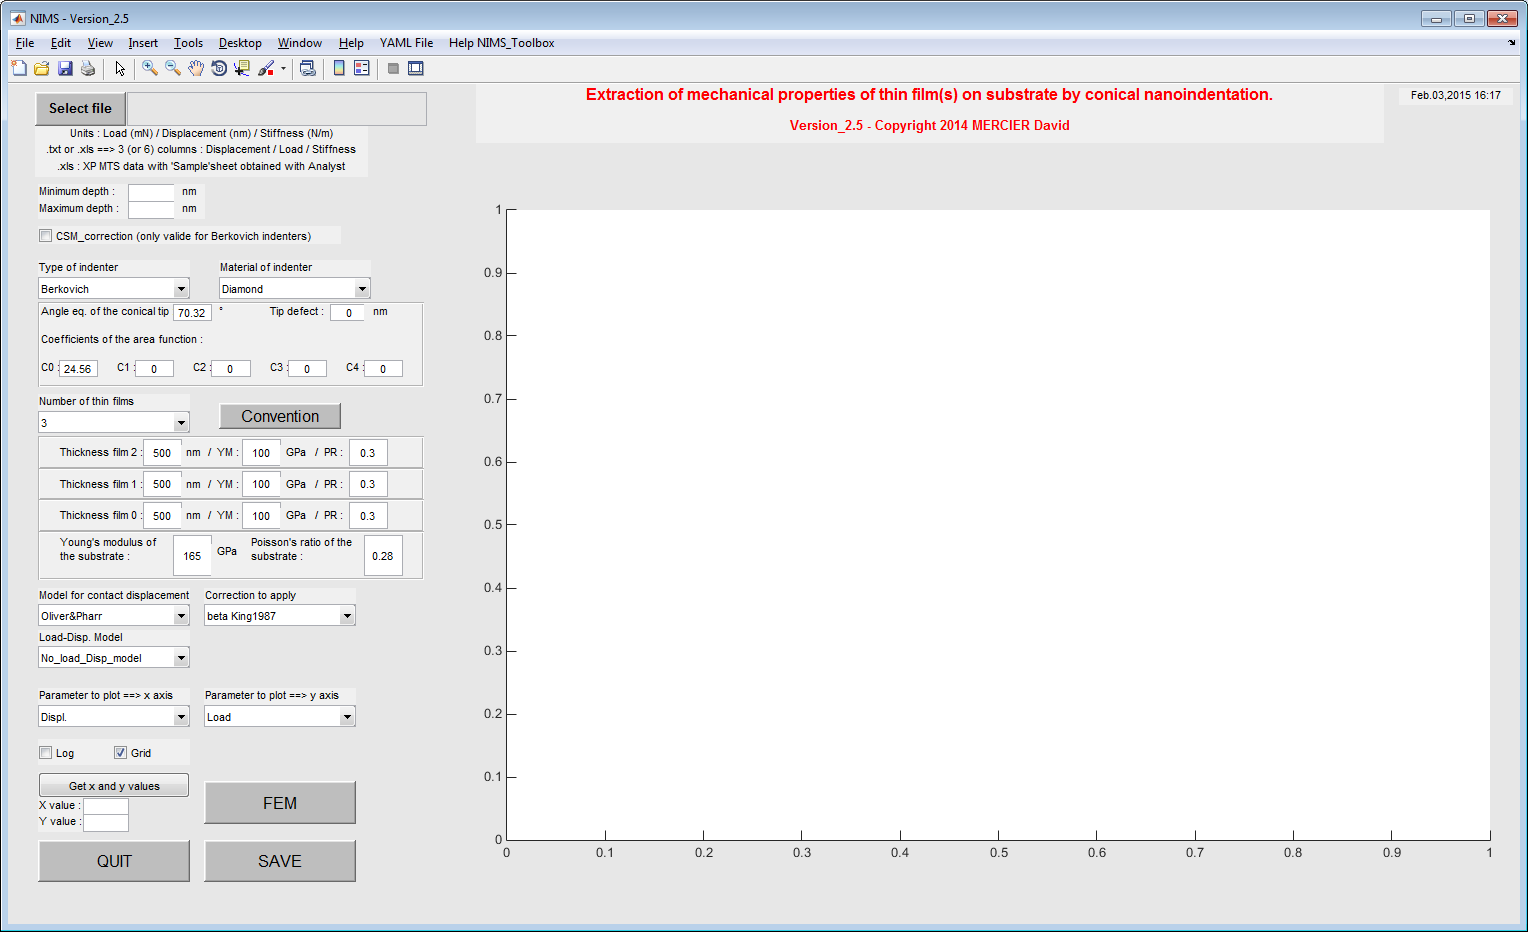 NIMS - Version_2.5
File Edit View Insert Tools Desktop Window Help YAML File Help NIMS_Toolbox
Select file
Extraction of mechanical properties of thin film(s) on substrate by conical nanoindentation.
Feb.03,2015 16:17
Version_2.5 - Copyright 2014 MERCIER David
Units : Load (mN) / Displacement (nm) / Stiffness (N/m)
.txt or .xls ==> 3 (or 6) columns : Displacement / Load / Stiffness
.xls : XP MTS data with 'Sample'sheet obtained with Analyst
Minimum depth : nm
Maximum depth : nm
CSM_correction (only valide for Berkovich indenters)
Type of indenter Material of indenter
Berkovich Diamond
Angle eq. of the conical tip 70.32 ° Tip defect : 0 nm
Coefficients of the area function :
C0 : 24.56 C1 : 0 C2 : 0 C3 : 0 C4 : 0
Number of thin films
3 Convention
Thickness film 2 : 500 nm / YM : 100 GPa / PR : 0.3
Thickness film 1 : 500 nm / YM : 100 GPa / PR : 0.3
Thickness film 0 : 500 nm / YM : 100 GPa / PR : 0.3
Young's modulus of
the substrate : 165 GPa
Poisson's ratio of the
substrate : 0.28
Model for contact displacement Correction to apply
Oliver&Pharr beta King1987
Load-Disp. Model
No_load_Disp_model
Parameter to plot ==> x axis Parameter to plot ==> y axis
Displ. Load
Log Grid
Get x and y values
X value :
Y value :
FEM
QUIT SAVE
1
0.9
0.8
0.7
0.6
0.5
0.4
0.3
0.2
0.1
0
0 0.1 0.2 0.3 0.4 0.5 0.6 0.7 0.8 0.9 1